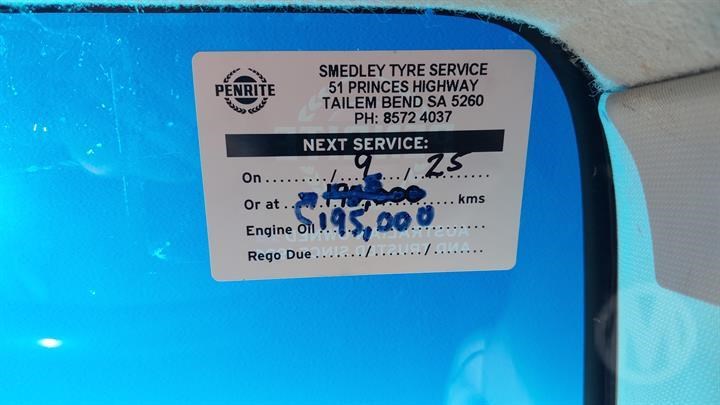 PENRITE
SMEDLEY TYRE SERVICE
51 PRINCES HIGHWAY
TAILEM BEND SA 5260
PH: 8572 4037
NEXT SERVICE:
On ........./...9..../...25.......
Or at ............ kms
195,000
Engine Oil ..............
Rego Due ........./........./.........